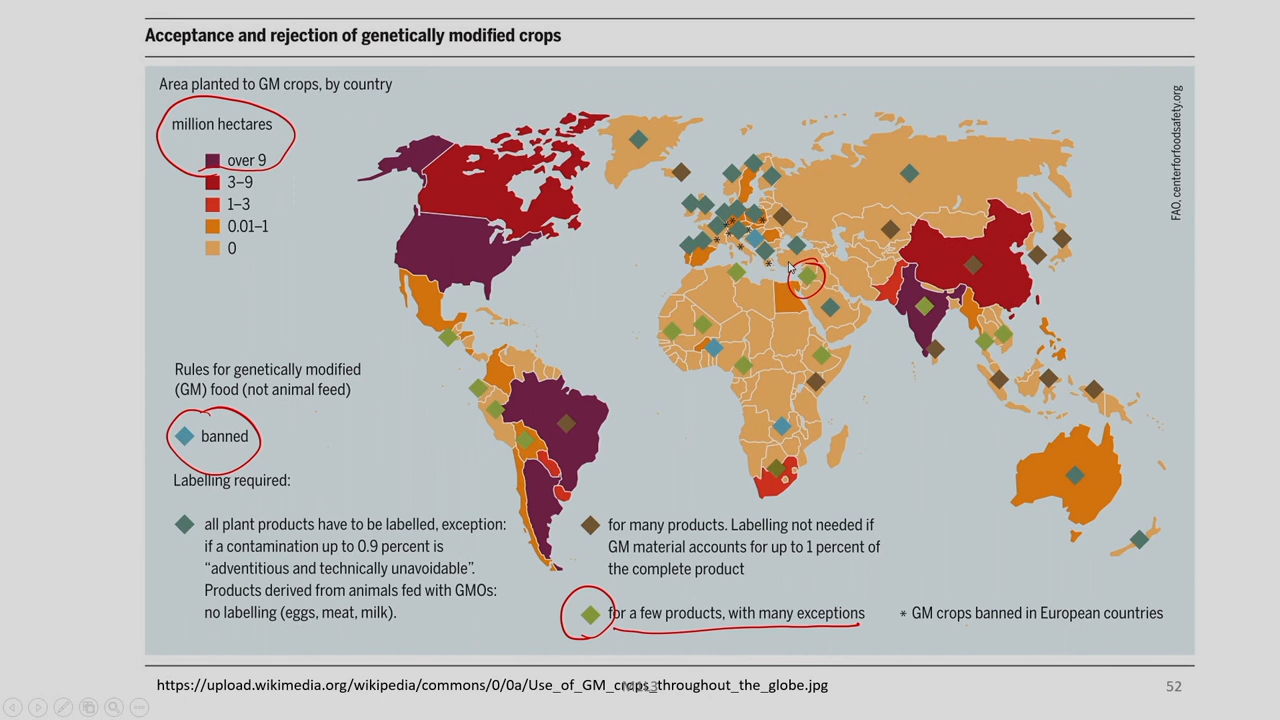 Acceptance and rejection of genetically modified crops
Area planted to GM crops, by country
million hectares
over 9
3–9
1–3
0.01–1
0
FAO, centerforfoodsafety.org
Rules for genetically modified
(GM) food (not animal feed)
banned
Labelling required:
all plant products have to be labelled, exception:
if a contamination up to 0.9 percent is
“adventitious and technically unavoidable”.
Products derived from animals fed with GMOs:
no labelling (eggs, meat, milk).
for many products. Labelling not needed if
GM material accounts for up to 1 percent of
the complete product
for a few products, with many exceptions
* GM crops banned in European countries
https://upload.wikimedia.org/wikipedia/commons/0/0a/Use_of_GM_crops_throughout_the_globe.jpg
52